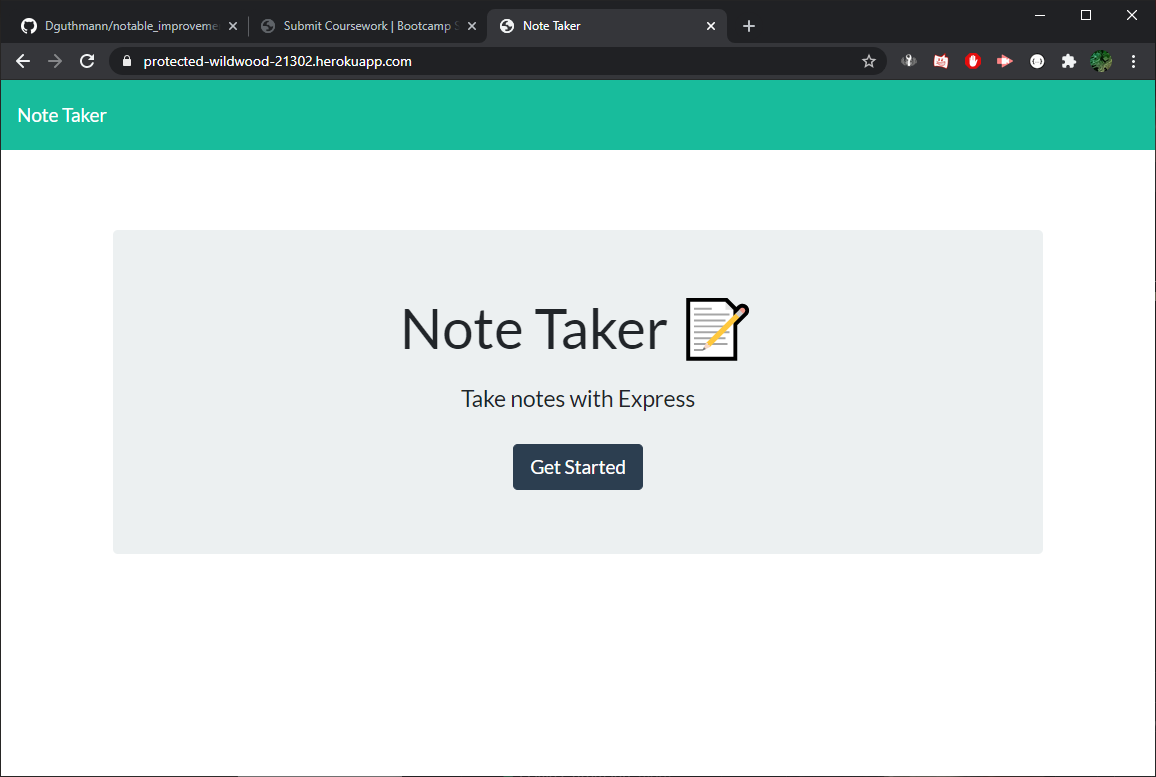 Dguthmann/notable_improveme
Submit Coursework | Bootcamp S
Note Taker
protected-wildwood-21302.herokuapp.com
Note Taker
Note Taker
Take notes with Express
Get Started